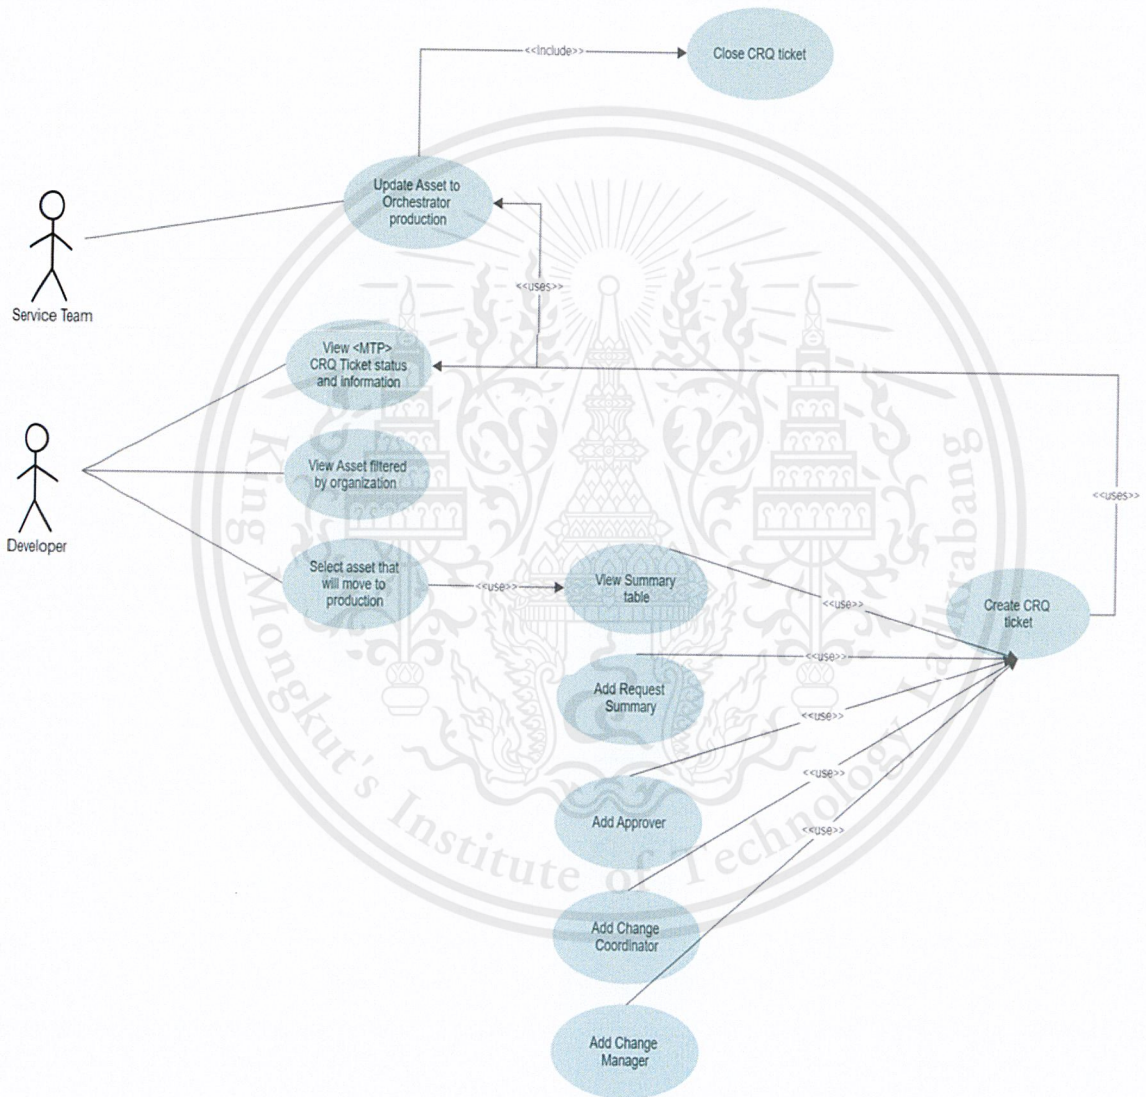 <<include>>
Close CRQ ticket
Update Asset to
Orchestrator
production
Service Team
<<uses>>
View <MTP>
CRQ Ticket status
and information
View Asset filtered
by organization
Developer
<<uses>>
Select asset that
will move to
production
<<use>>
View Summary
table
<<use>>
Create CRQ
ticket
<<use>>
Add Request
Summary
<<use>>
<<use>>
Add Approver
<<use>>
Add Change
Coordinator
Add Change
Manager
King Mongkut's Institute of Technology Ladkrabang